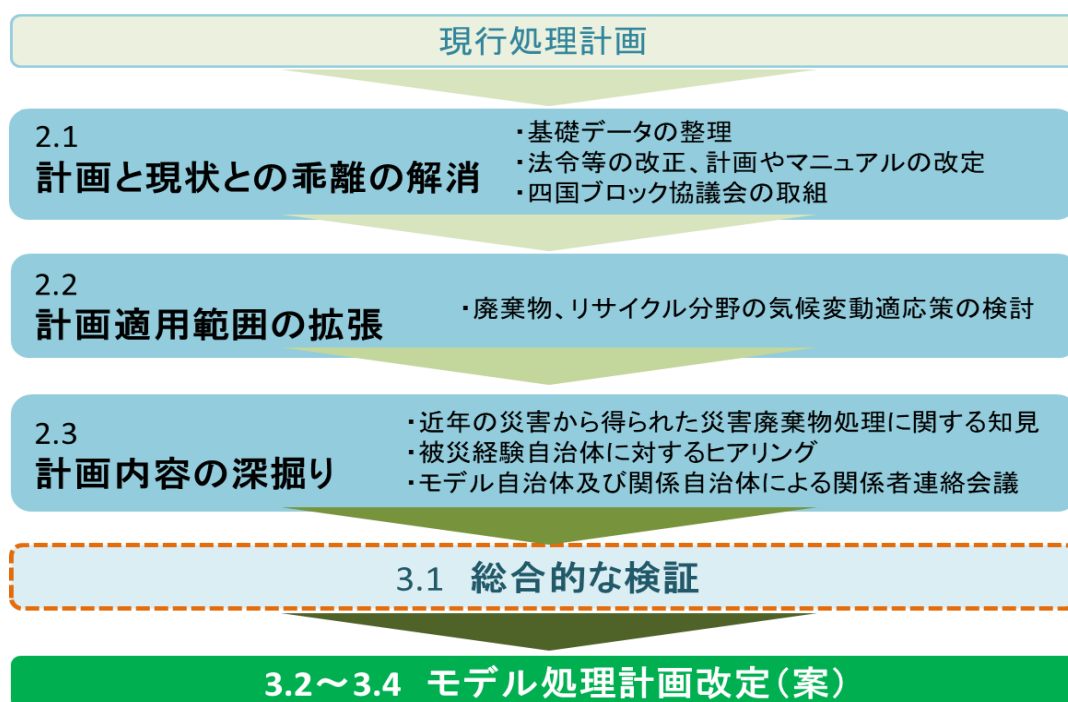 現行処理計画
2.1
計画と現状との乖離の解消
・基礎データの整理
・法令等の改正、計画やマニュアルの改定
・四国ブロック協議会の取組
2.2
計画適用範囲の拡張
・廃棄物、リサイクル分野の気候変動適応策の検討
2.3
計画内容の深掘り
・近年の災害から得られた災害廃棄物処理に関する知見
・被災経験自治体に対するヒアリング
・モデル自治体及び関係自治体による関係者連絡会議
3.1 総合的な検証
3.2～3.4 モデル処理計画改定（案）